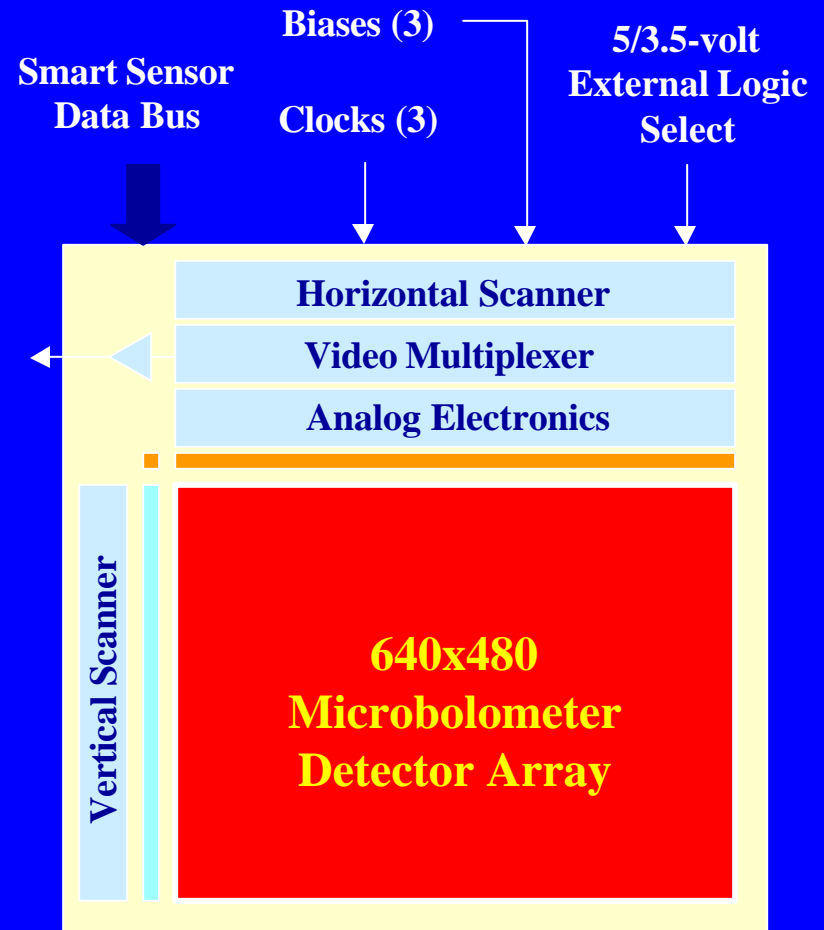 Biases (3)
5/3.5-volt
External Logic
Select
Smart Sensor
Data Bus
Clocks (3)
Horizontal Scanner
Video Multiplexer
Analog Electronics
Vertical Scanner
640x480
Microbolometer
Detector Array